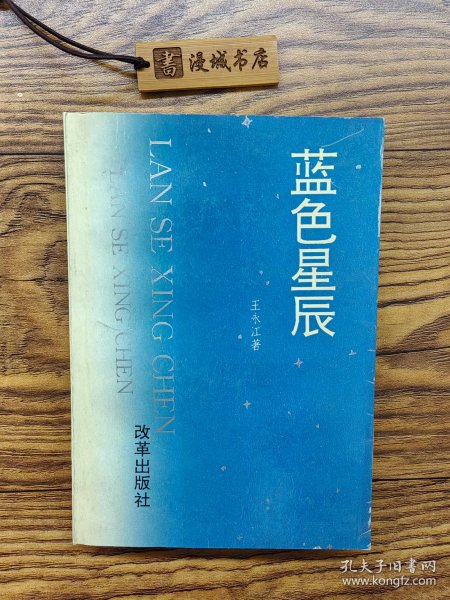 書 漫城书店
蓝色星辰
王永江著
LAN SE XING CHEN
LAN SE XING CHEN
改革出版社
孔夫子旧书网
www.kongfz.com